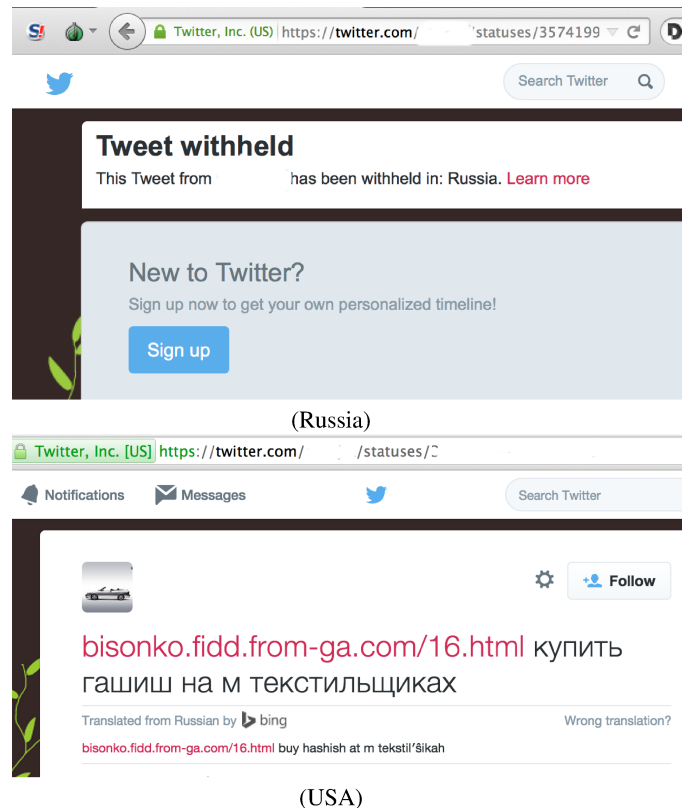 S!
Twitter, Inc. (US) https://twitter.com/ /statuses/3574199
Search Twitter
Tweet withheld
This Tweet from has been withheld in: Russia. Learn more
New to Twitter?
Sign up now to get your own personalized timeline!
Sign up
(Russia)
Twitter, Inc. [US] https://twitter.com/ /statuses/
Notifications Messages Search Twitter
Follow
bisonko.fidd.from-ga.com/16.html купить
гашиш на м текстильщиках
Translated from Russian by bing Wrong translation?
bisonko.fidd.from-ga.com/16.html buy hashish at m tekstilʹŝikah
(USA)